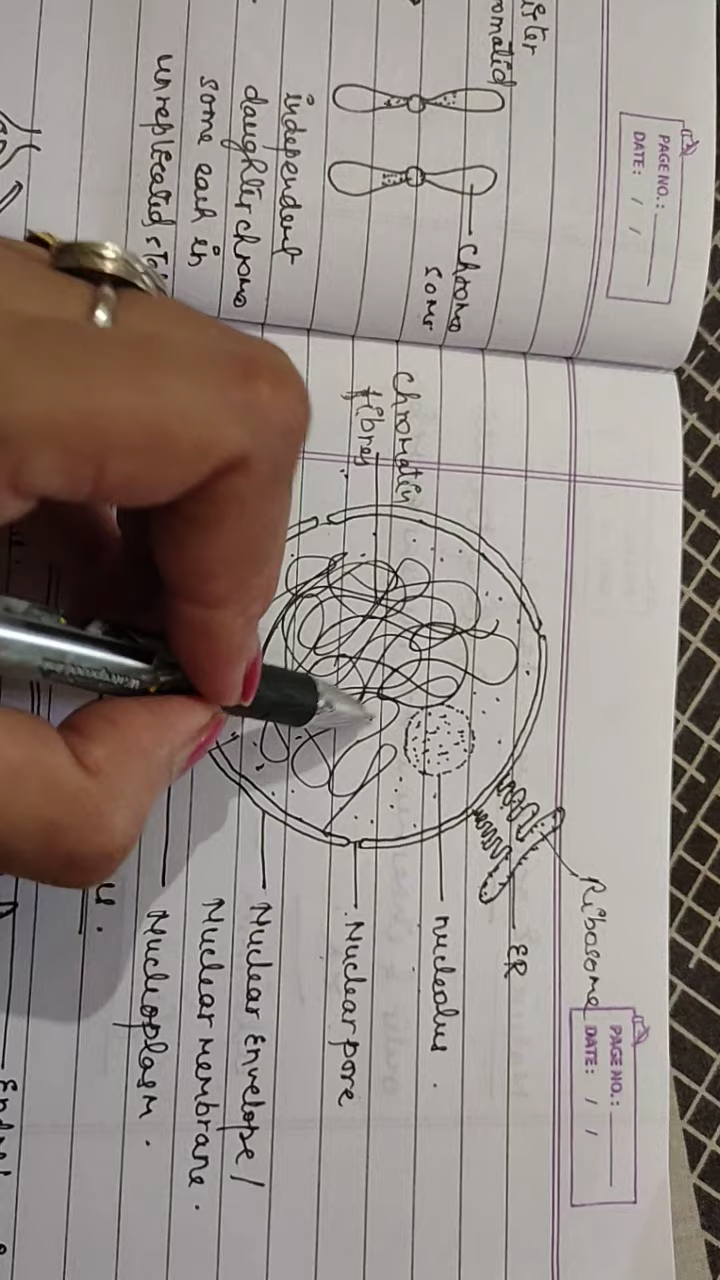 PAGE NO.:
DATE: / /
romatid
Chromo
some
independent
daughter chromo
some each in
unreplicated
Chromatin
fibres
PAGE NO.:
DATE: / /
Ribosome
ER
nucleolus.
Nuclear pore
Nuclear Envelope/
Nuclear membrane.
Nucleoplasm.